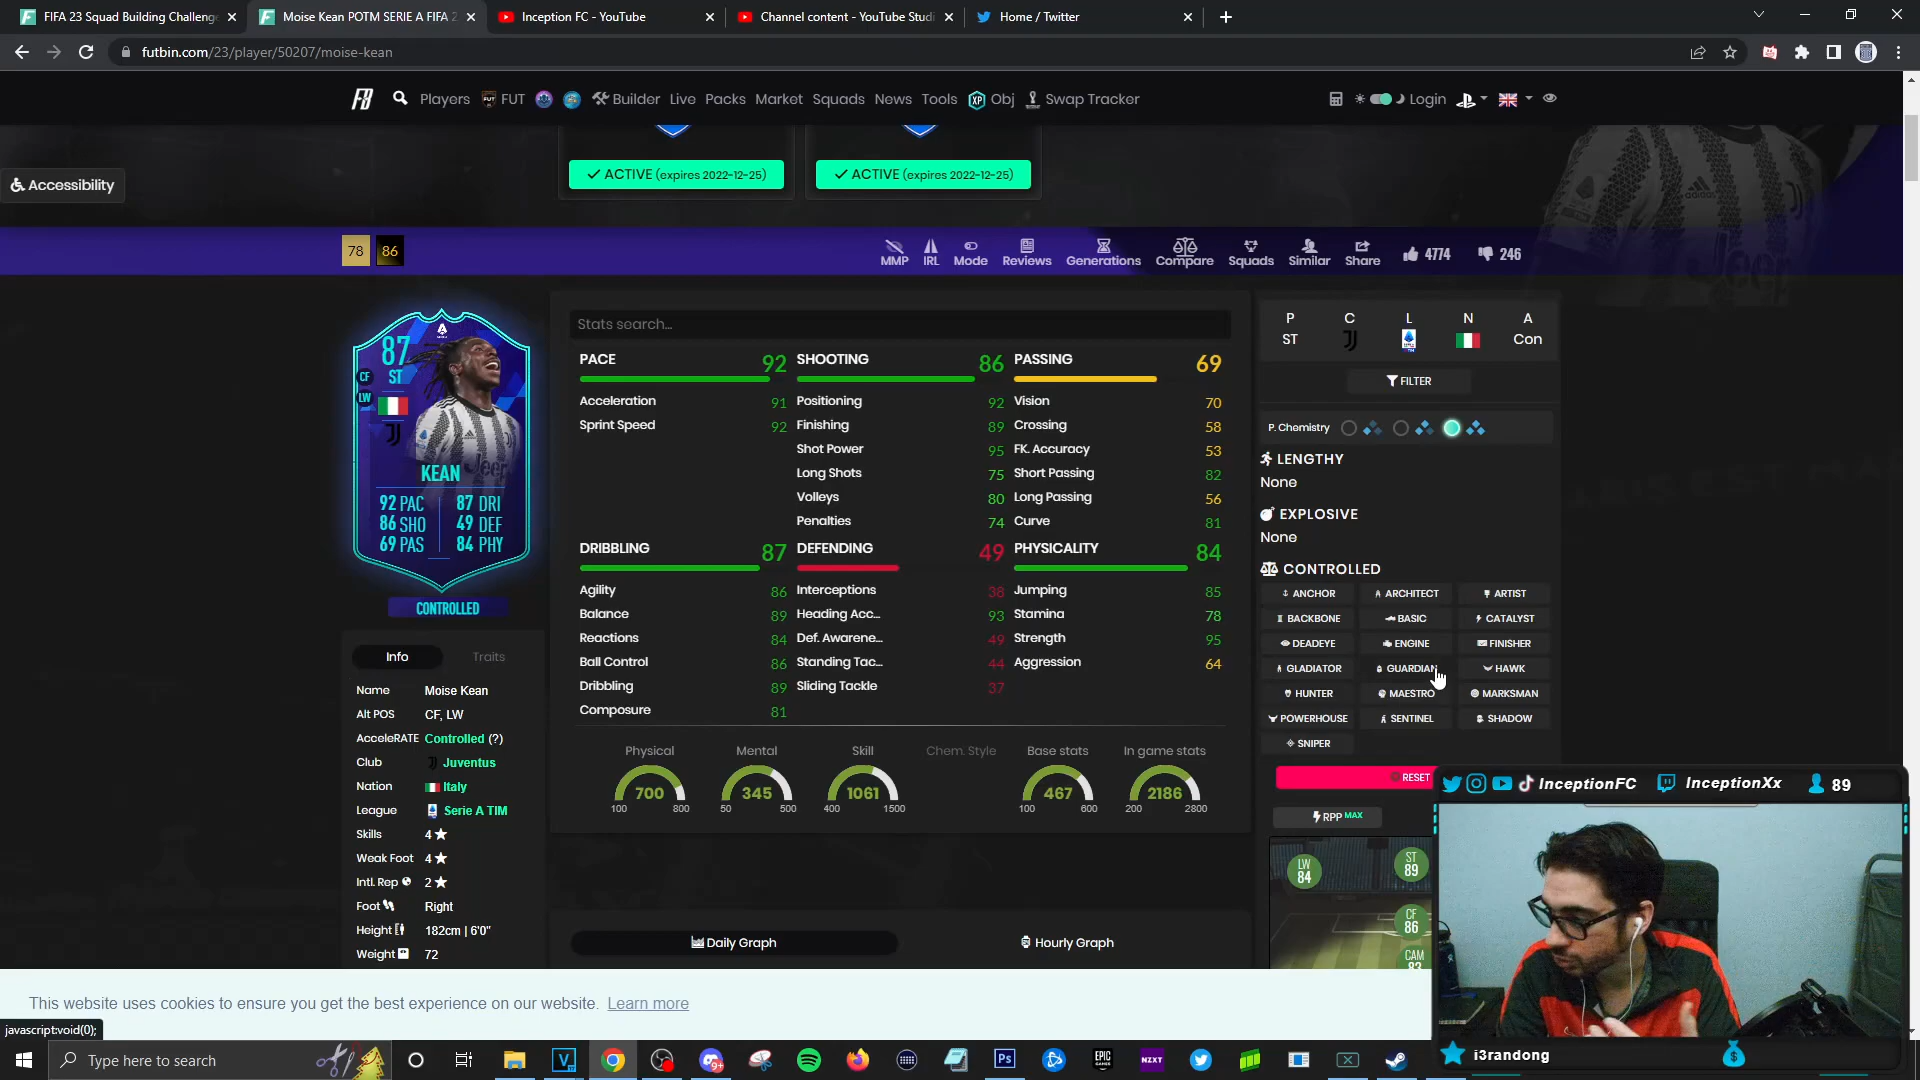 FIFA 23 Squad Building Challenge
Moise Kean POTM SERIE A FIFA 2
Inception FC - YouTube
Channel content - YouTube Studi
Home / Twitter
futbin.com/23/player/50207/moise-kean
Players FUT Builder Live Packs Market Squads News Tools XP Obj Swap Tracker Login
ACTIVE (expires 2022-12-25)
ACTIVE (expires 2022-12-25)
Accessibility
78 86
MMP IRL Mode Reviews Generations Compare Squads Similar Share 4774 246
87
ST
CF
LW
KEAN
92 PAC 87 DRI
86 SHO 49 DEF
69 PAS 84 PHY
CONTROLLED
Info Traits
Name Moise Kean
Alt POS CF, LW
AcceleRATE Controlled (?)
Club Juventus
Nation Italy
League Serie A TIM
Skills 4
Weak Foot 4
Intl. Rep 2
Foot Right
Height 182cm | 6'0"
Weight 72
Stats search...
PACE 92
Acceleration 91
Sprint Speed 92
SHOOTING 86
Positioning 92
Finishing 89
Shot Power 95
Long Shots 75
Volleys 80
Penalties 74
PASSING 69
Vision 70
Crossing 58
FK. Accuracy 53
Short Passing 82
Long Passing 56
Curve 81
DRIBBLING 87
Agility 86
Balance 89
Reactions 84
Ball Control 86
Dribbling 89
Composure 81
DEFENDING 49
Interceptions 38
Heading Acc... 93
Def. Awarene... 49
Standing Tac... 44
Sliding Tackle 37
PHYSICALITY 84
Jumping 85
Stamina 78
Strength 95
Aggression 64
Physical Mental Skill Chem. Style Base stats In game stats
700 345 1061 467 2186
100 800 50 500 400 1500 100 600 200 2800
Daily Graph Hourly Graph
P C L N A
ST Con
FILTER
P. Chemistry
LENGTHY
None
EXPLOSIVE
None
CONTROLLED
ANCHOR ARCHITECT ARTIST
BACKBONE BASIC CATALYST
DEADEYE ENGINE FINISHER
GLADIATOR GUARDIAN HAWK
HUNTER MAESTRO MARKSMAN
POWERHOUSE SENTINEL SHADOW
SNIPER
RESET
RPP MAX
LW
84
ST
89
CF
86
CAM
83
InceptionFC InceptionXx 89
i3randong
This website uses cookies to ensure you get the best experience on our website. Learn more
javascript:void(0);
Type here to search